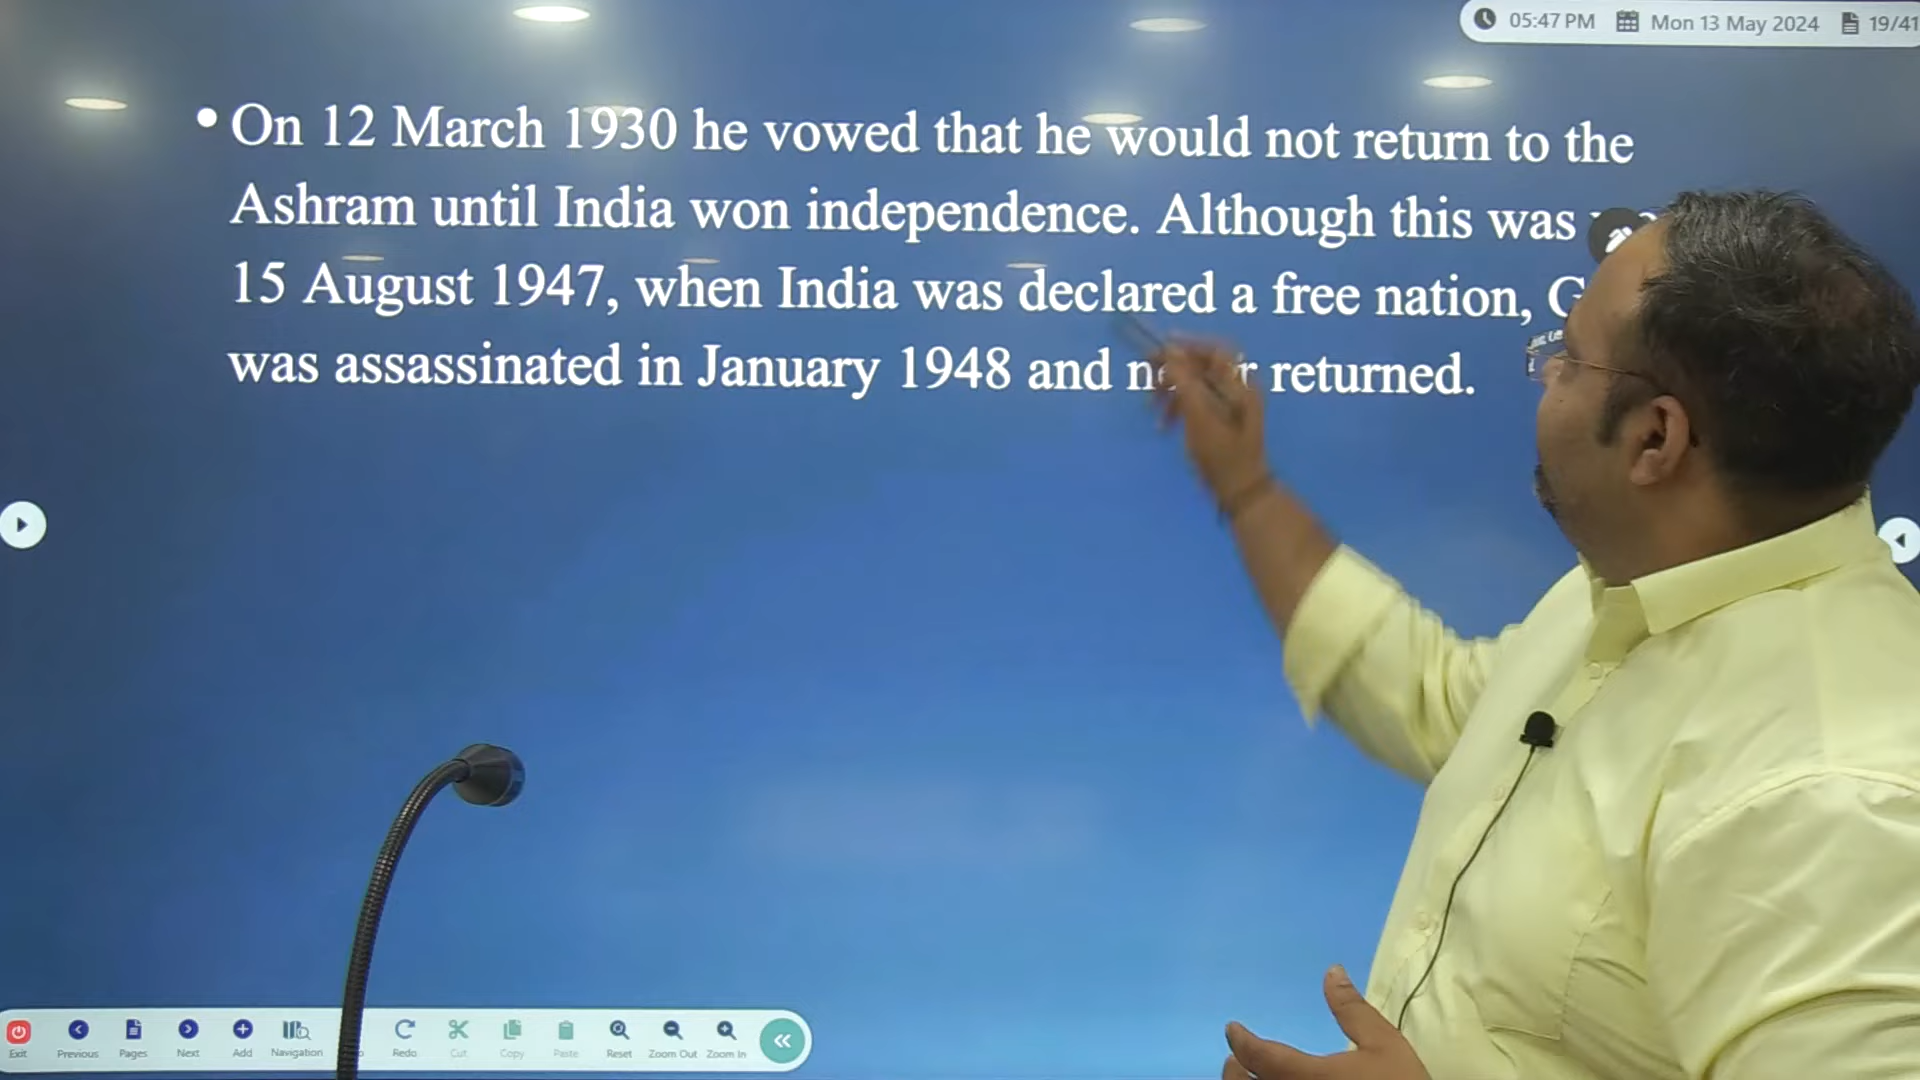 05:47 PM Mon 13 May 2024 19/41
• On 12 March 1930 he vowed that he would not return to the
Ashram until India won independence. Although this was
15 August 1947, when India was declared a free nation,
was assassinated in January 1948 and returned.
Exit Previous Pages Next Add Navigation Redo Cut Copy Paste Reset Zoom Out Zoom In